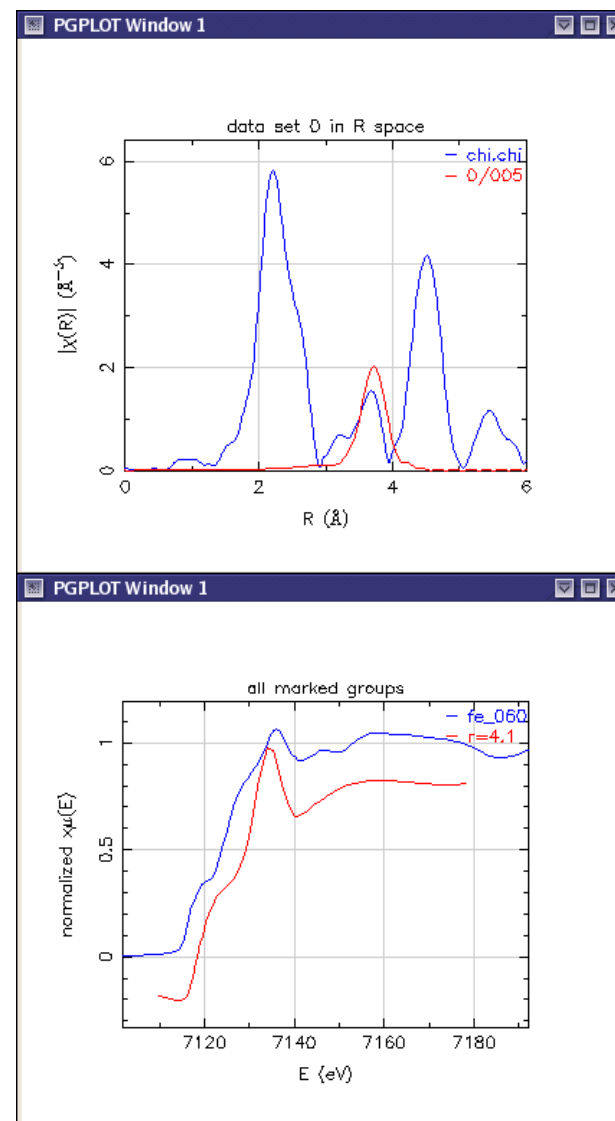 PGPLOT Window 1
data set 0 in R space
chi.chi
0/005
|χ(R)| (Å⁻³)
6
4
2
0
0 2 4 6
R (Å)
PGPLOT Window 1
all marked groups
fe_060
r=4.1
normalized xμ(E)
1
0.5
0
7120 7140 7160 7180
E (eV)